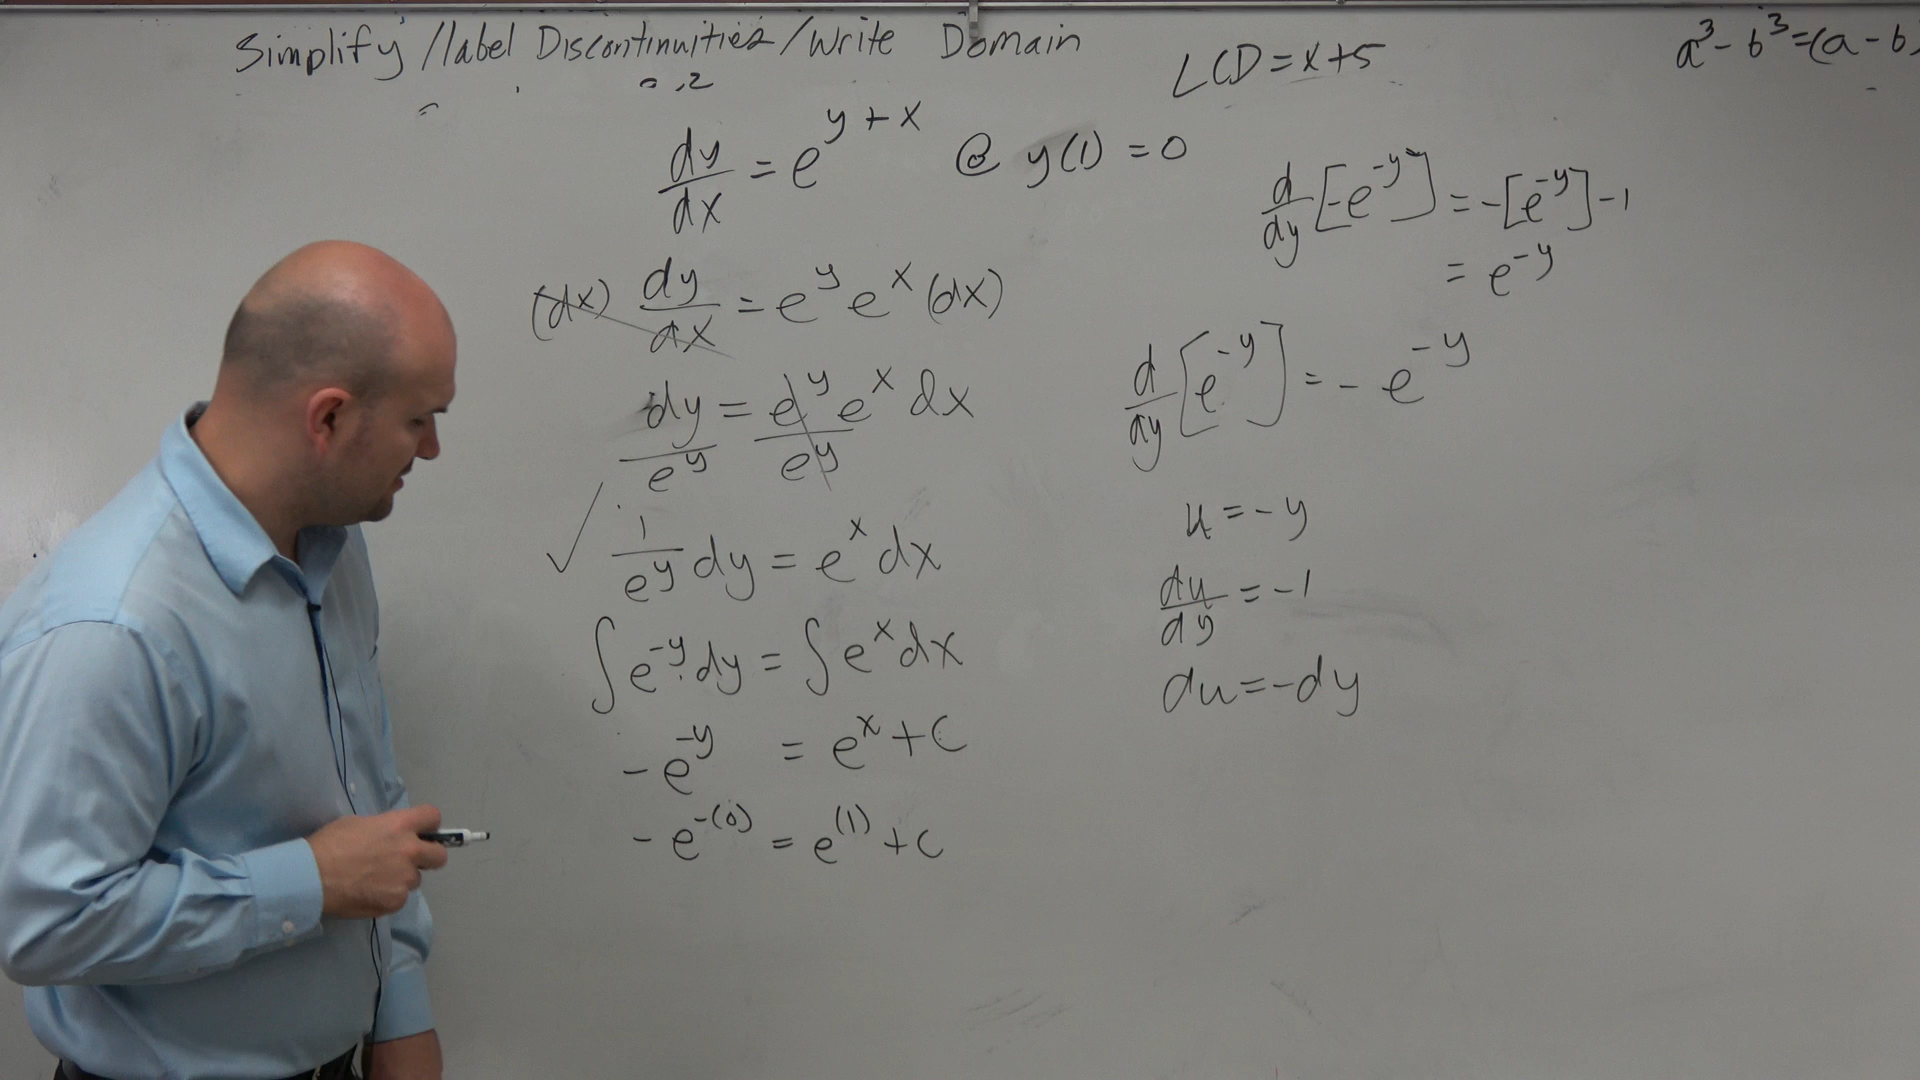 Simplify/label Discontinuities/Write Domain
LCD=x+5
a³-b³=(a-b
,2
dy/dx = e^(y+x) @ y(1) = 0
(dx) dy/dx = e^y e^x (dx)
dy/e^y = e^y e^x dx/e^y
1/e^y dy = e^x dx
∫e^-y dy = ∫e^x dx
-e^-y = e^x + c
-e^-(0) = e^(1) + c
d/dy[-e^-y] = -[e^-y]-1
= e^-y
d/dy[e^-y] = -e^-y
u = -y
du/dy = -1
du = -dy